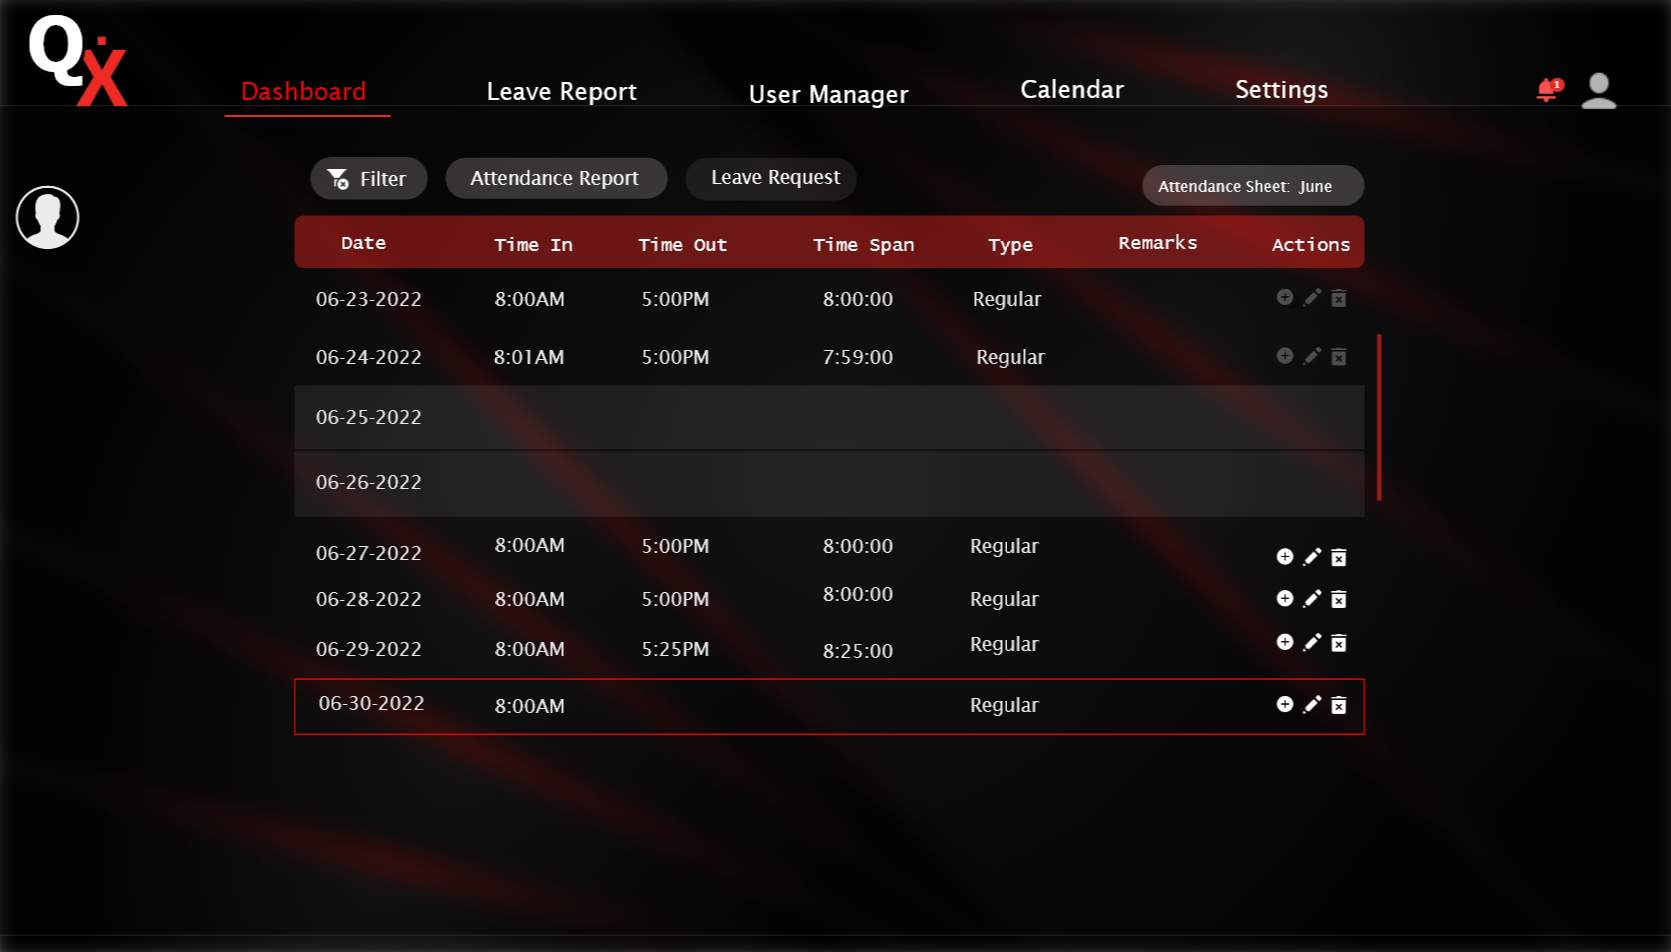 QX
Dashboard Leave Report User Manager Calendar Settings 1
Filter Attendance Report Leave Request Attendance Sheet: June
Date Time In Time Out Time Span Type Remarks Actions
06-23-2022 8:00AM 5:00PM 8:00:00 Regular
06-24-2022 8:01AM 5:00PM 7:59:00 Regular
06-25-2022
06-26-2022
06-27-2022 8:00AM 5:00PM 8:00:00 Regular
06-28-2022 8:00AM 5:00PM 8:00:00 Regular
06-29-2022 8:00AM 5:25PM 8:25:00 Regular
06-30-2022 8:00AM Regular